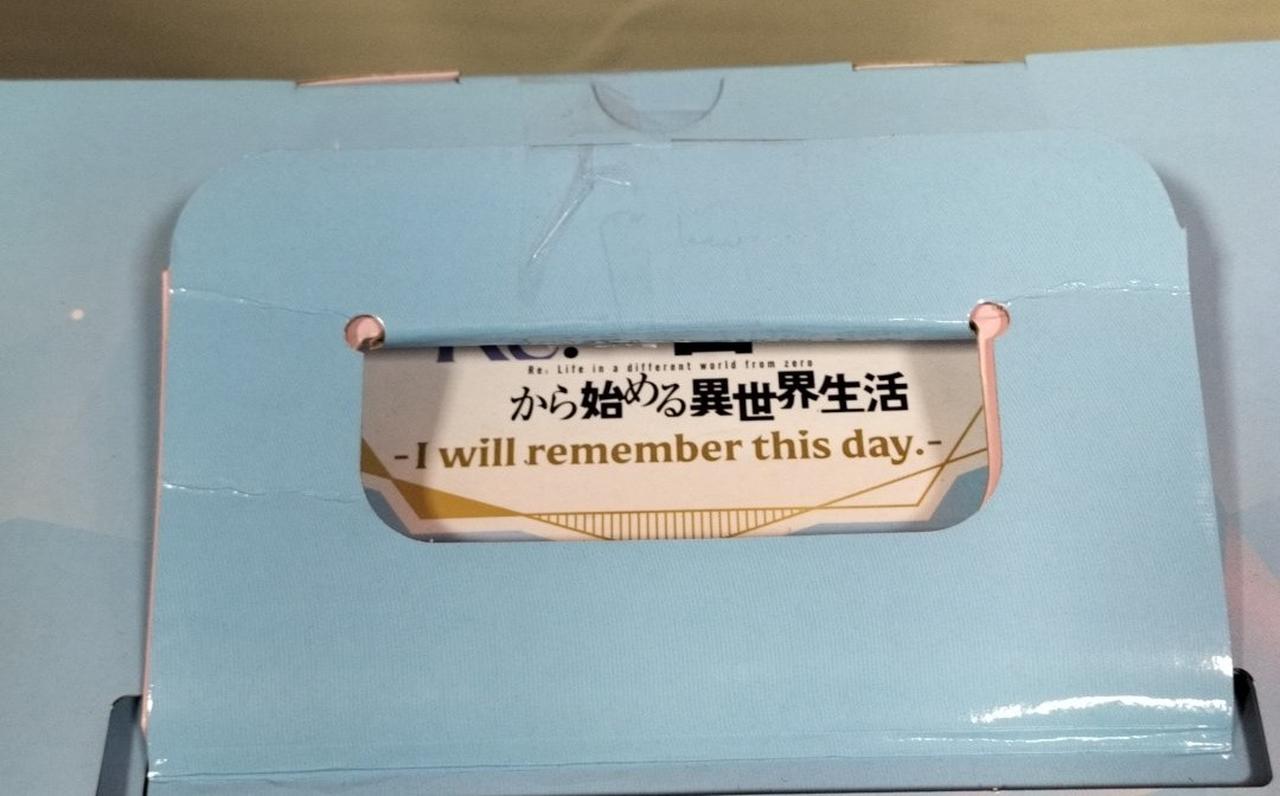 Re: Life in a different world from zero
から始める異世界生活
-I will remember this day.-